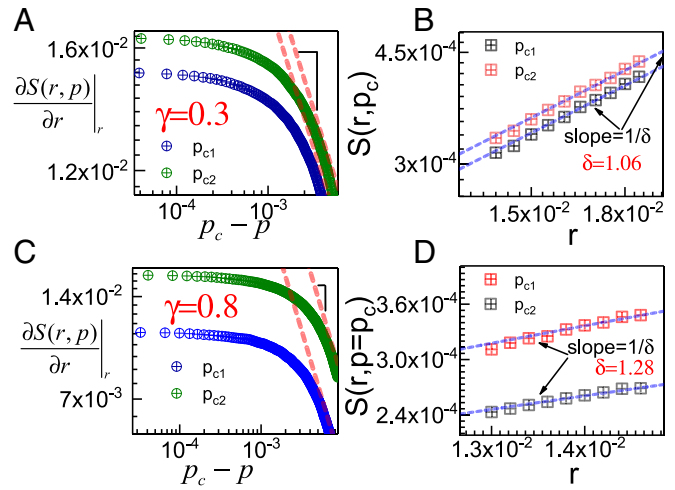 A
1.6x10⁻²
1.2x10⁻²
∂S(r, p)
∂r |ᵣ
γ=0.3
p_c1
p_c2
10⁻⁴
10⁻³
p_c − p
B
4.5x10⁻⁴
3x10⁻⁴
S(r,p_c)
p_c1
p_c2
slope=1/δ
δ=1.06
1.5x10⁻²
1.8x10⁻²
r
C
1.4x10⁻²
7x10⁻³
∂S(r, p)
∂r |ᵣ
γ=0.8
p_c1
p_c2
10⁻⁴
10⁻³
p_c − p
D
3.6x10⁻⁴
3.0x10⁻⁴
2.4x10⁻⁴
S(r,p=p_c)
p_c1
p_c2
slope=1/δ
δ=1.28
1.3x10⁻²
1.4x10⁻²
r